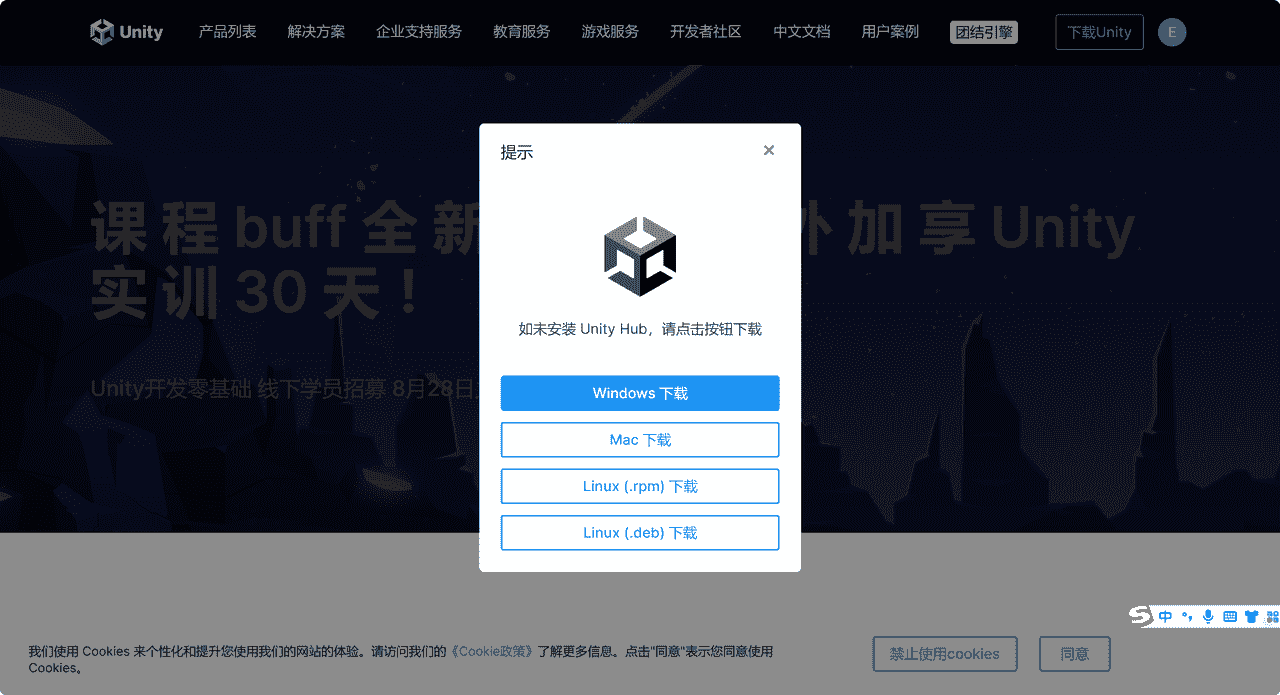 Unity 产品列表 解决方案 企业支持服务 教育服务 游戏服务 开发者社区 中文文档 用户案例 团结引擎 下载Unity E
提示
课程buff全新
外加享Unity
实训30天！
如未安装 Unity Hub，请点击按钮下载
Unity开发零基础 线下学员招募 8月28日
Windows 下载
Mac 下载
Linux (.rpm) 下载
Linux (.deb) 下载
中
我们使用 Cookies 来个性化和提升您使用我们的网站的体验。请访问我们的《Cookie政策》了解更多信息。点击"同意"表示您同意使用
Cookies。
禁止使用cookies
同意